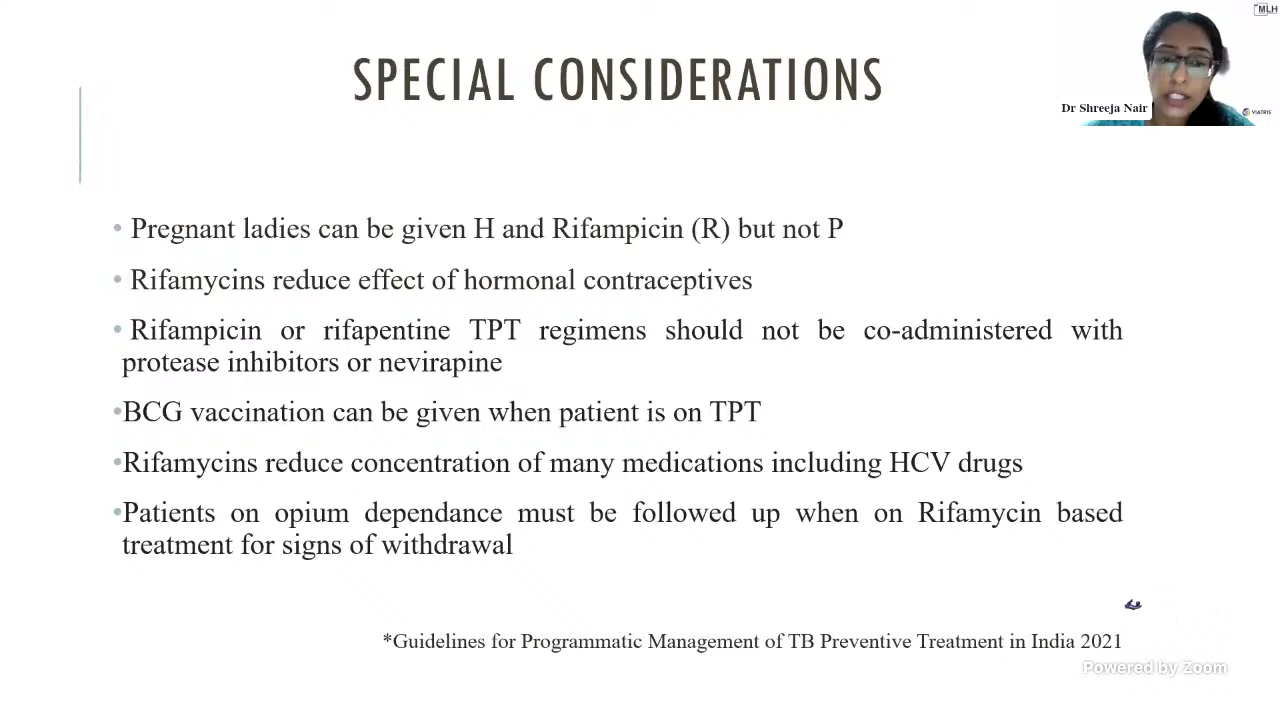 MLH
SPECIAL CONSIDERATIONS
Dr Shreeja Nair
VIATRIS
• Pregnant ladies can be given H and Rifampicin (R) but not P
• Rifamycins reduce effect of hormonal contraceptives
• Rifampicin or rifapentine TPT regimens should not be co-administered with
protease inhibitors or nevirapine
•BCG vaccination can be given when patient is on TPT
•Rifamycins reduce concentration of many medications including HCV drugs
•Patients on opium dependance must be followed up when on Rifamycin based
treatment for signs of withdrawal
*Guidelines for Programmatic Management of TB Preventive Treatment in India 2021
Powered by Zoom